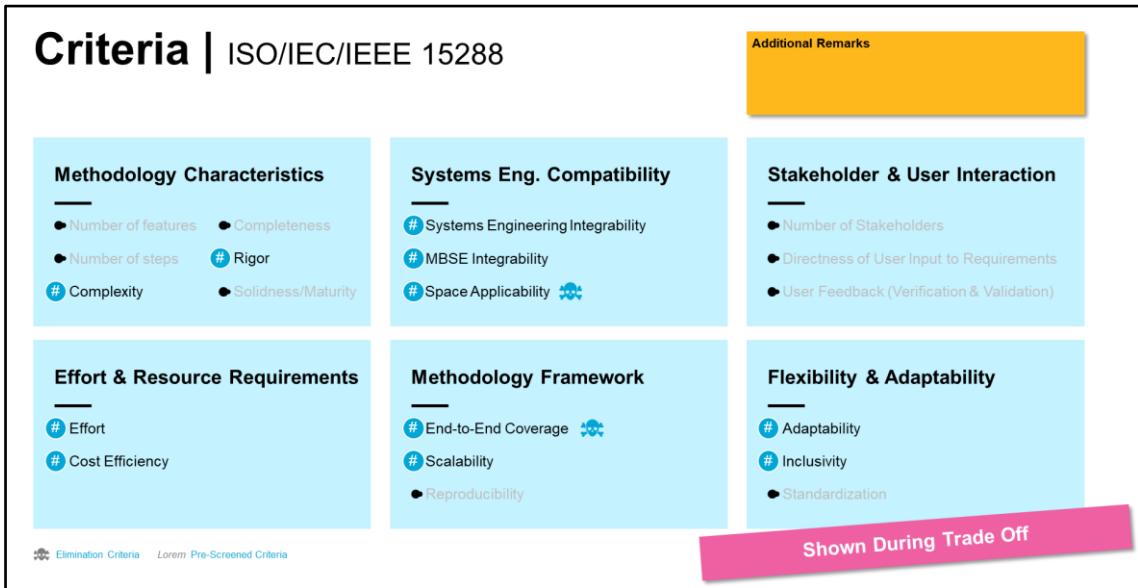 Criteria | ISO/IEC/IEEE 15288
Additional Remarks
Methodology Characteristics
Number of features
Completeness
Number of steps
# Rigor
# Complexity
Solidness/Maturity
Systems Eng. Compatibility
# Systems Engineering Integrability
# MBSE Integrability
# Space Applicability
Stakeholder & User Interaction
Number of Stakeholders
Directness of User Input to Requirements
User Feedback (Verification & Validation)
Effort & Resource Requirements
# Effort
# Cost Efficiency
Methodology Framework
# End-to-End Coverage
# Scalability
Reproducibility
Flexibility & Adaptability
# Adaptability
# Inclusivity
Standardization
Elimination Criteria Lorem Pre-Screened Criteria
Shown During Trade Off